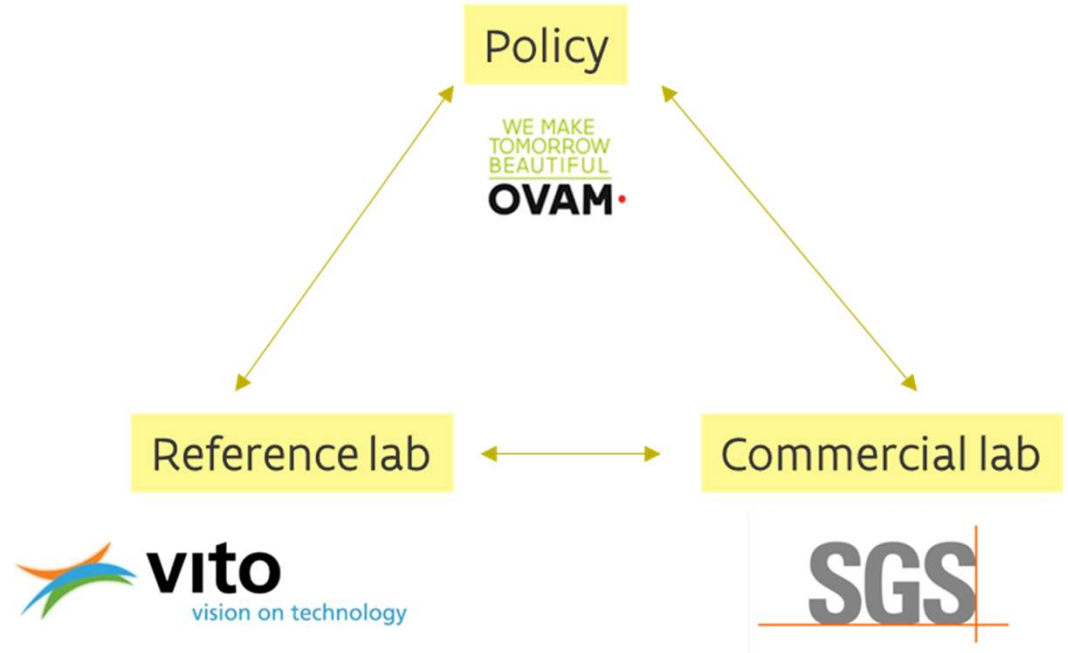 Policy
WE MAKE
TOMORROW
BEAUTIFUL
OVAM
Reference lab
Commercial lab
vito
vision on technology
SGS